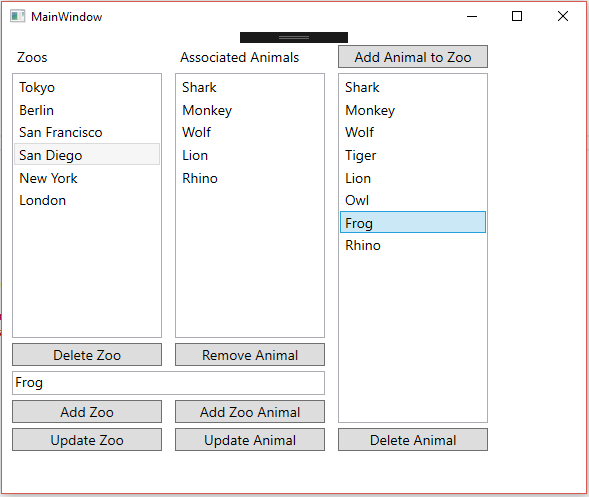 MainWindow
Zoos
Associated Animals
Add Animal to Zoo
Tokyo
Berlin
San Francisco
San Diego
New York
London
Shark
Monkey
Wolf
Lion
Rhino
Shark
Monkey
Wolf
Tiger
Lion
Owl
Frog
Rhino
Delete Zoo
Remove Animal
Frog
Add Zoo
Add Zoo Animal
Update Zoo
Update Animal
Delete Animal